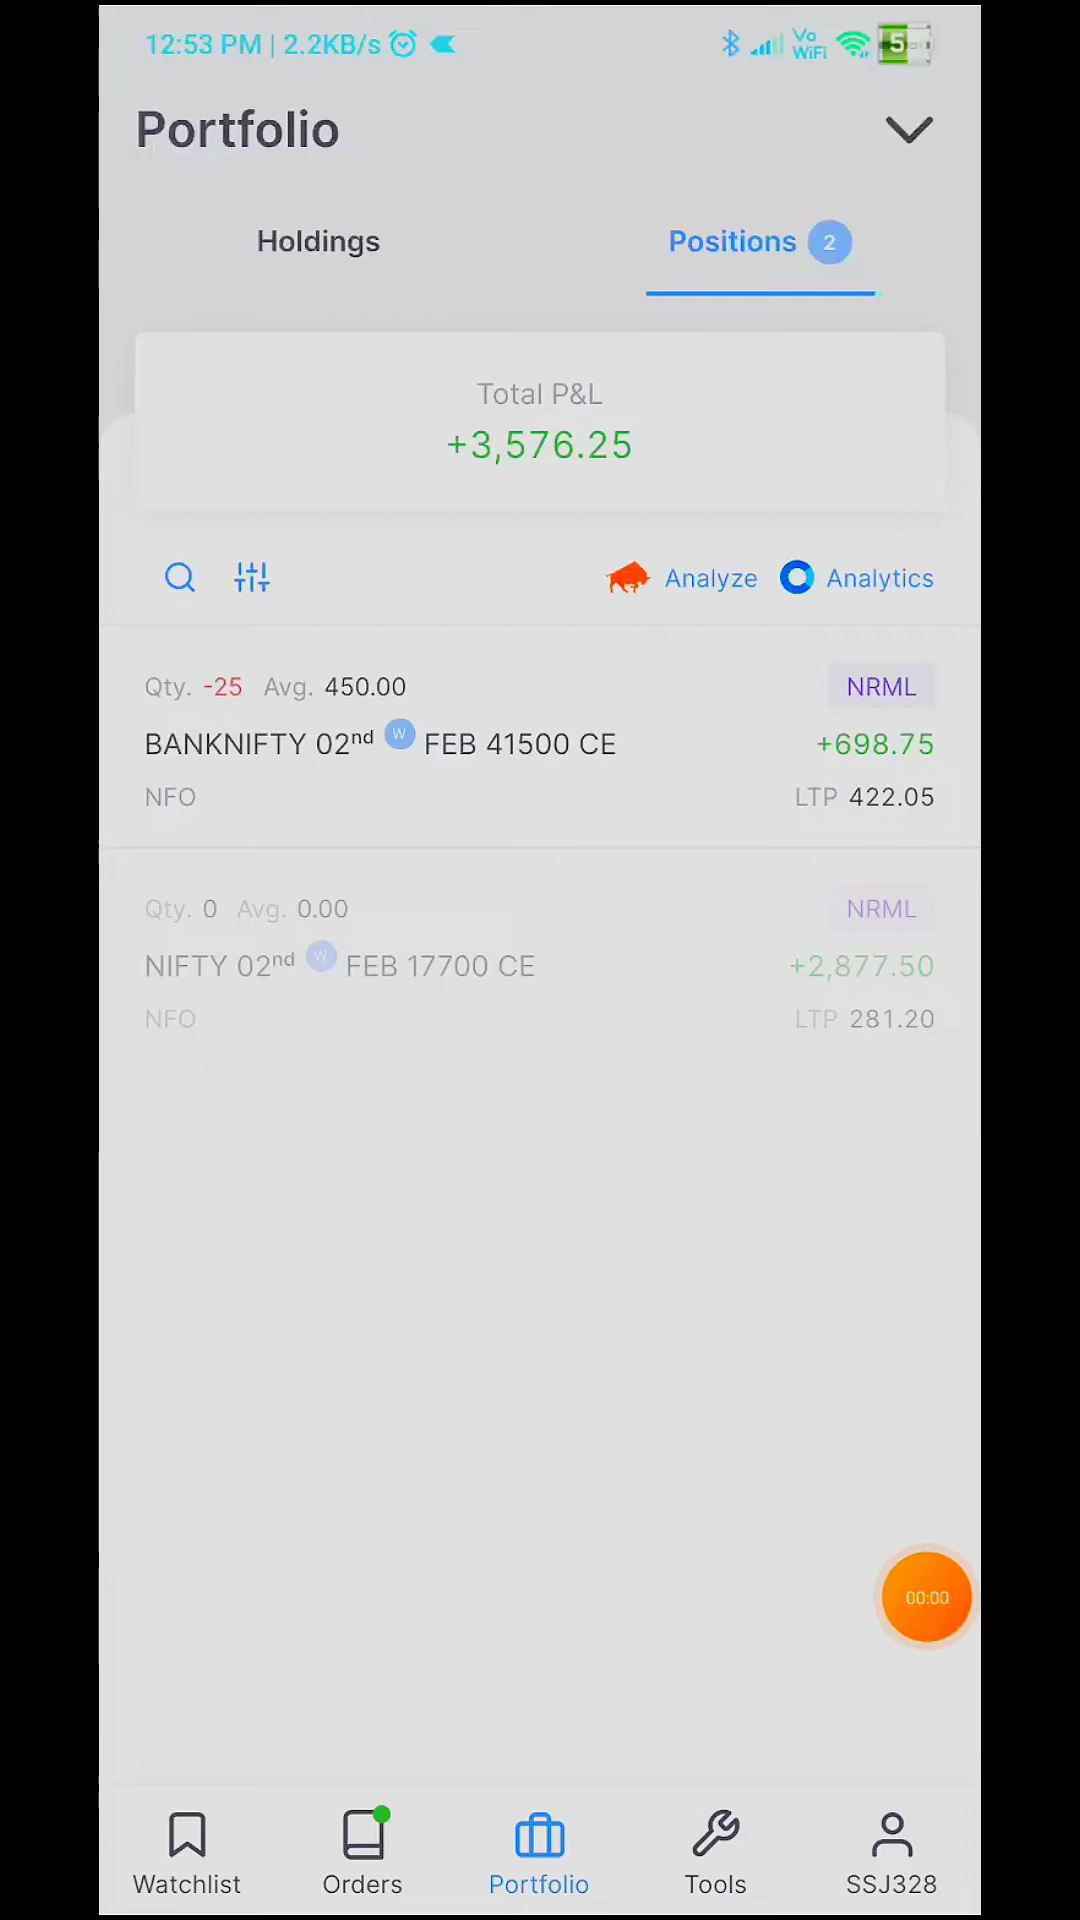 12:53 PM | 2.2KB/s
Vo
WiFi
5
Portfolio
Holdings
Positions 2
Total P&L
+3,576.25
Analyze
Analytics
Qty. -25 Avg. 450.00
NRML
BANKNIFTY 02nd W FEB 41500 CE
+698.75
NFO
LTP 422.05
Qty. 0 Avg. 0.00
NRML
NIFTY 02nd W FEB 17700 CE
+2,877.50
NFO
LTP 281.20
00:00
Watchlist
Orders
Portfolio
Tools
SSJ328